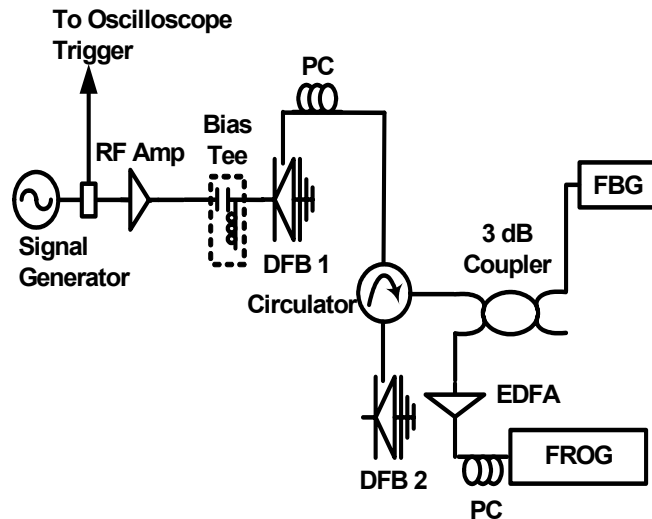 To Oscilloscope
Trigger
PC
Bias
Tee
RF Amp
FBG
Signal
Generator
DFB 1
3 dB
Coupler
Circulator
EDFA
DFB 2
FROG
PC